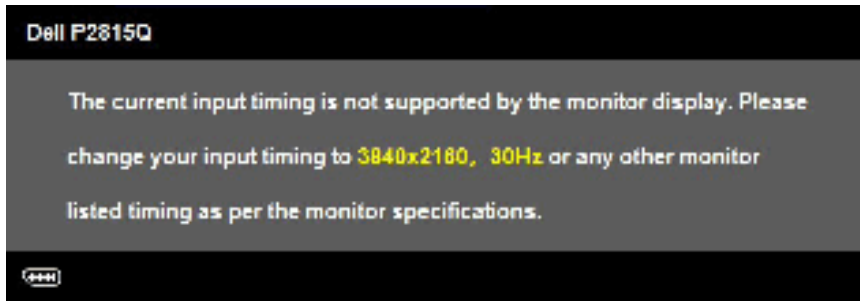 Dell P2815Q
The current input timing is not supported by the monitor display. Please
change your input timing to 3840x2160, 30Hz or any other monitor
listed timing as per the monitor specifications.